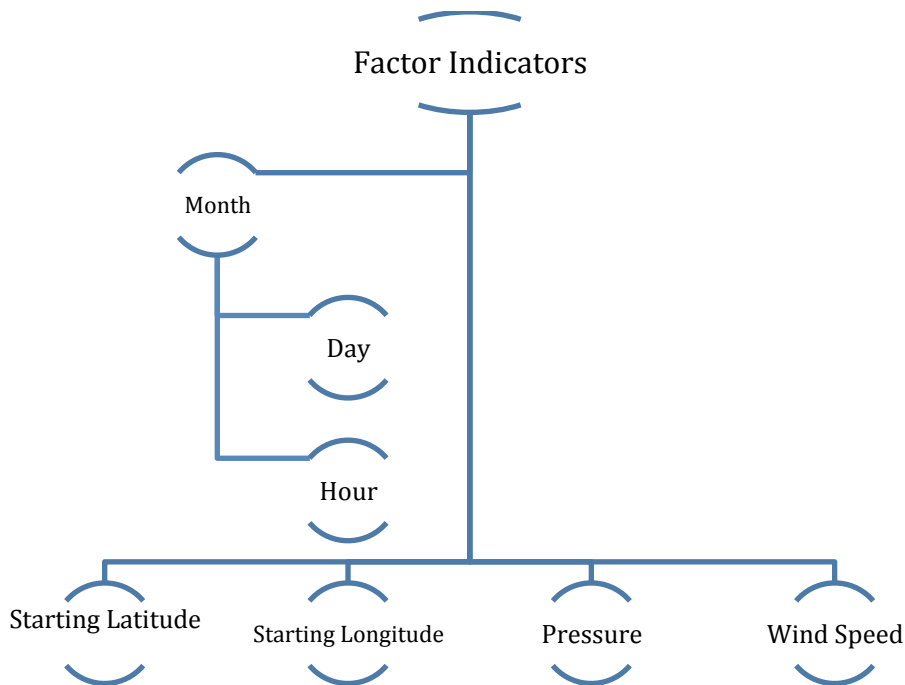 Factor Indicators
Month
Day
Hour
Starting Latitude
Starting Longitude
Pressure
Wind Speed